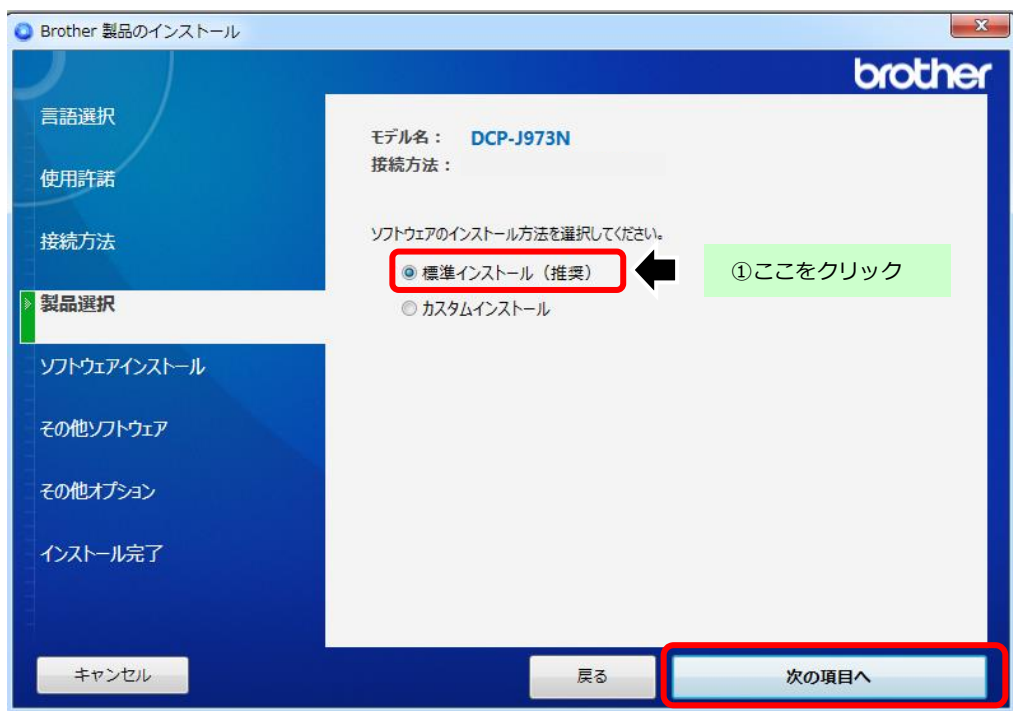 Brother 製品のインストール
x
brother
言語選択
使用許諾
接続方法
製品選択
ソフトウェアインストール
その他ソフトウェア
その他オプション
インストール完了
モデル名： DCP-J973N
接続方法：
ソフトウェアのインストール方法を選択してください。
標準インストール（推奨）
①ここをクリック
カスタムインストール
キャンセル
戻る
次の項目へ